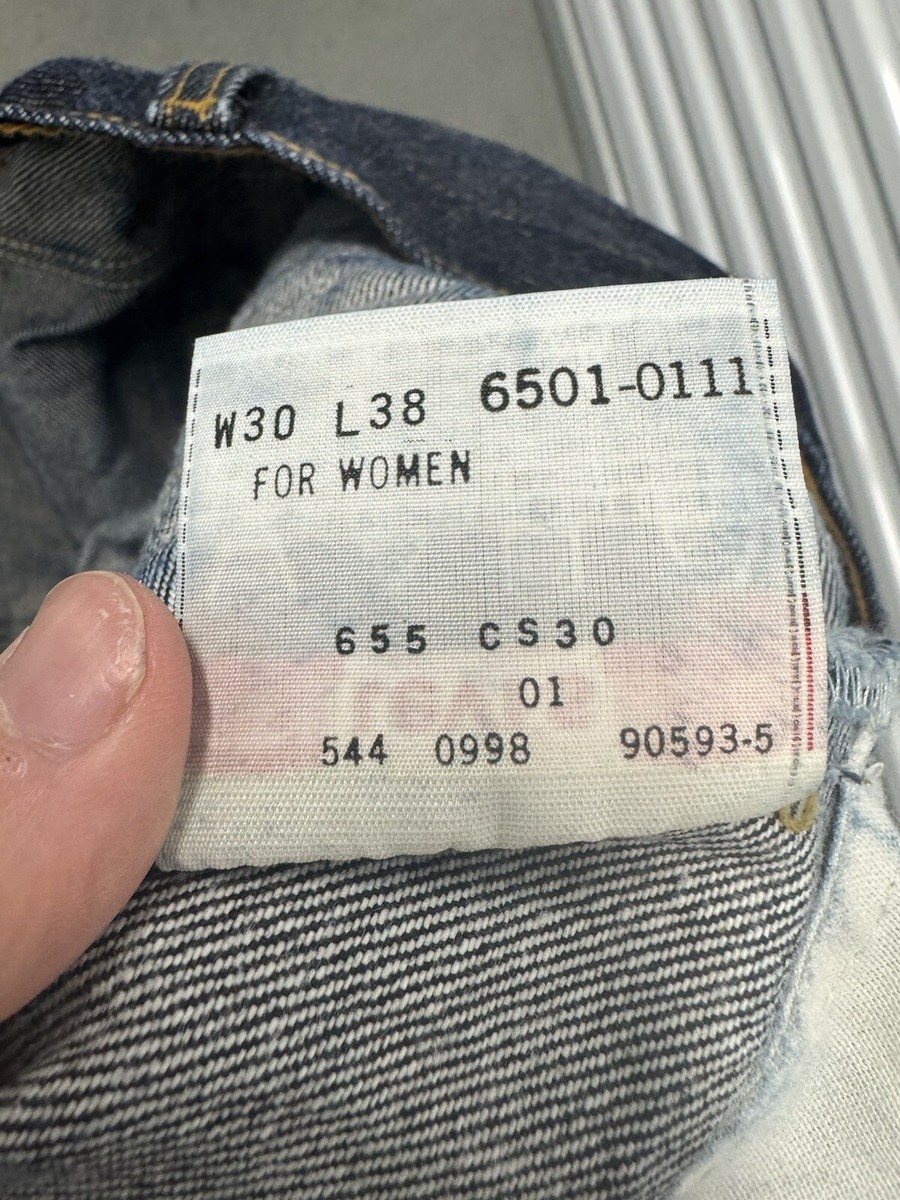 W30 L38 6501-0111
FOR WOMEN
655 CS30
01
544 0998 90593-5